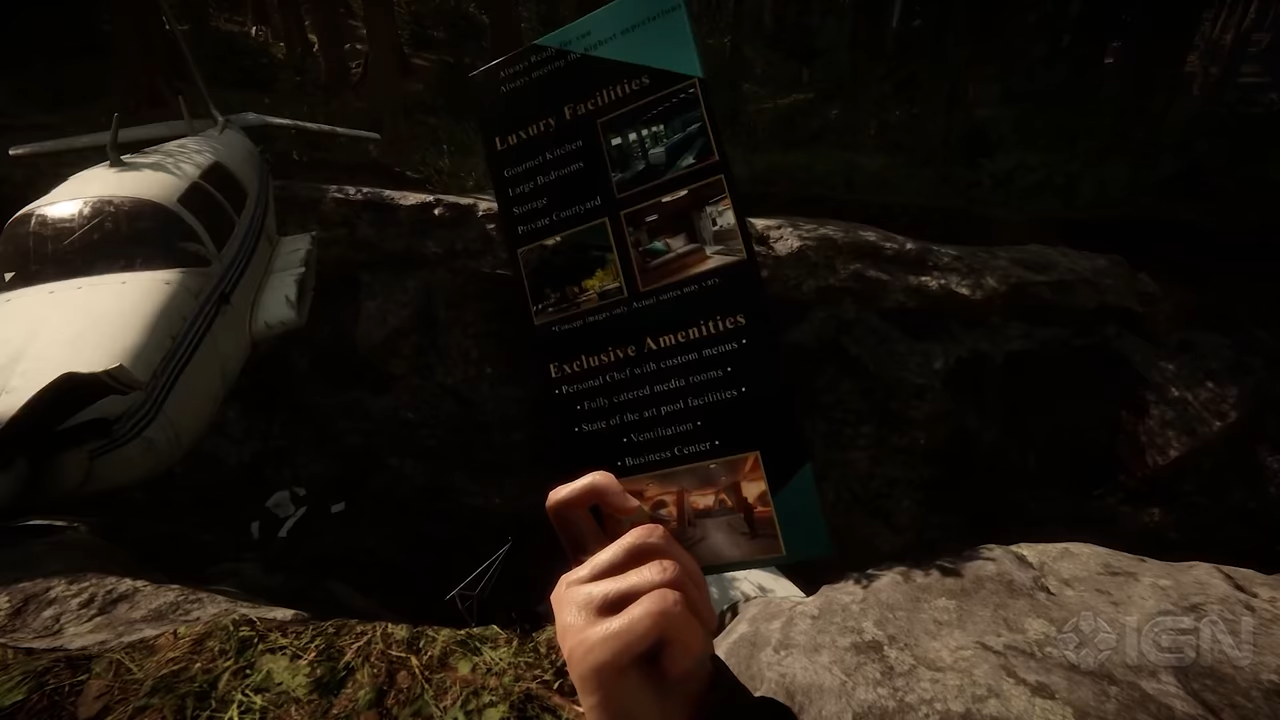 Always Ready for you
Always meeting the highest expectations
Luxury Facilities
Gourmet Kitchen
Large Bedrooms
Storage
Private Courtyard
*Concept images only. Actual suites may vary.
Exclusive Amenities
• Personal Chef with custom menus •
• Fully catered media rooms •
• State of the art pool facilities •
• Ventiliation •
• Business Center •
IGN